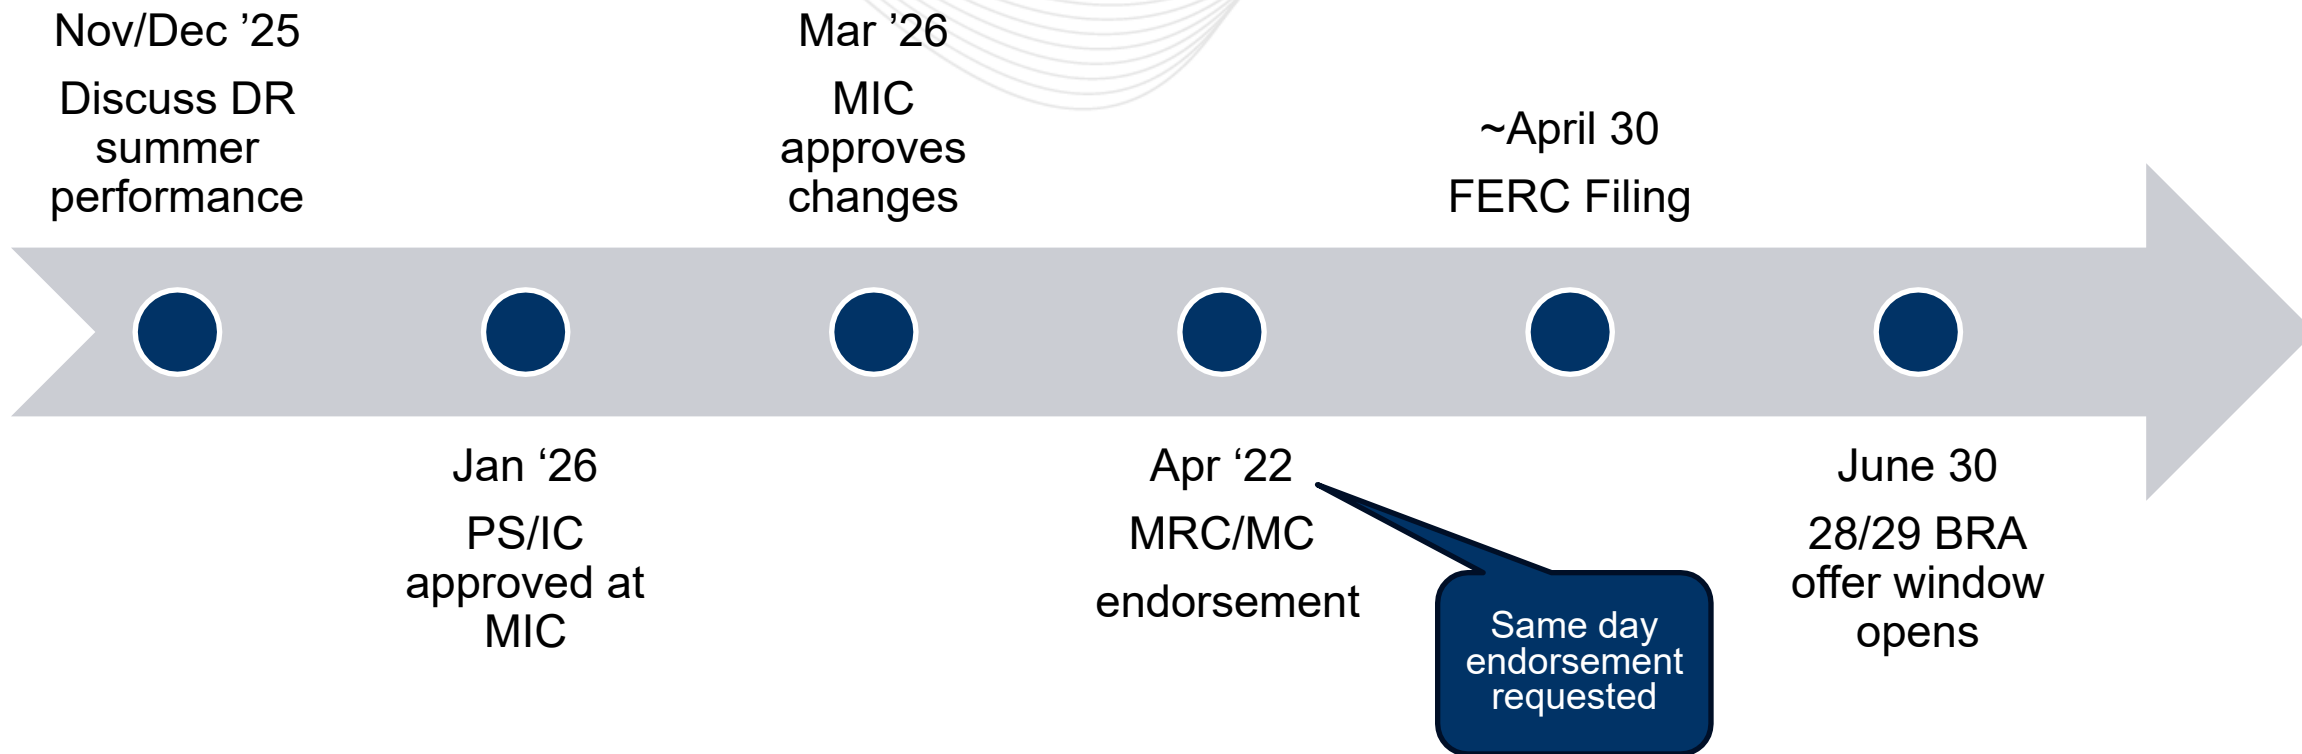 Nov/Dec ’25
Discuss DR
summer
performance
Jan ‘26
PS/IC
approved at
MIC
Mar ’26
MIC
approves
changes
Apr ‘22
MRC/MC
endorsement
Same day
endorsement
requested
~April 30
FERC Filing
June 30
28/29 BRA
offer window
opens